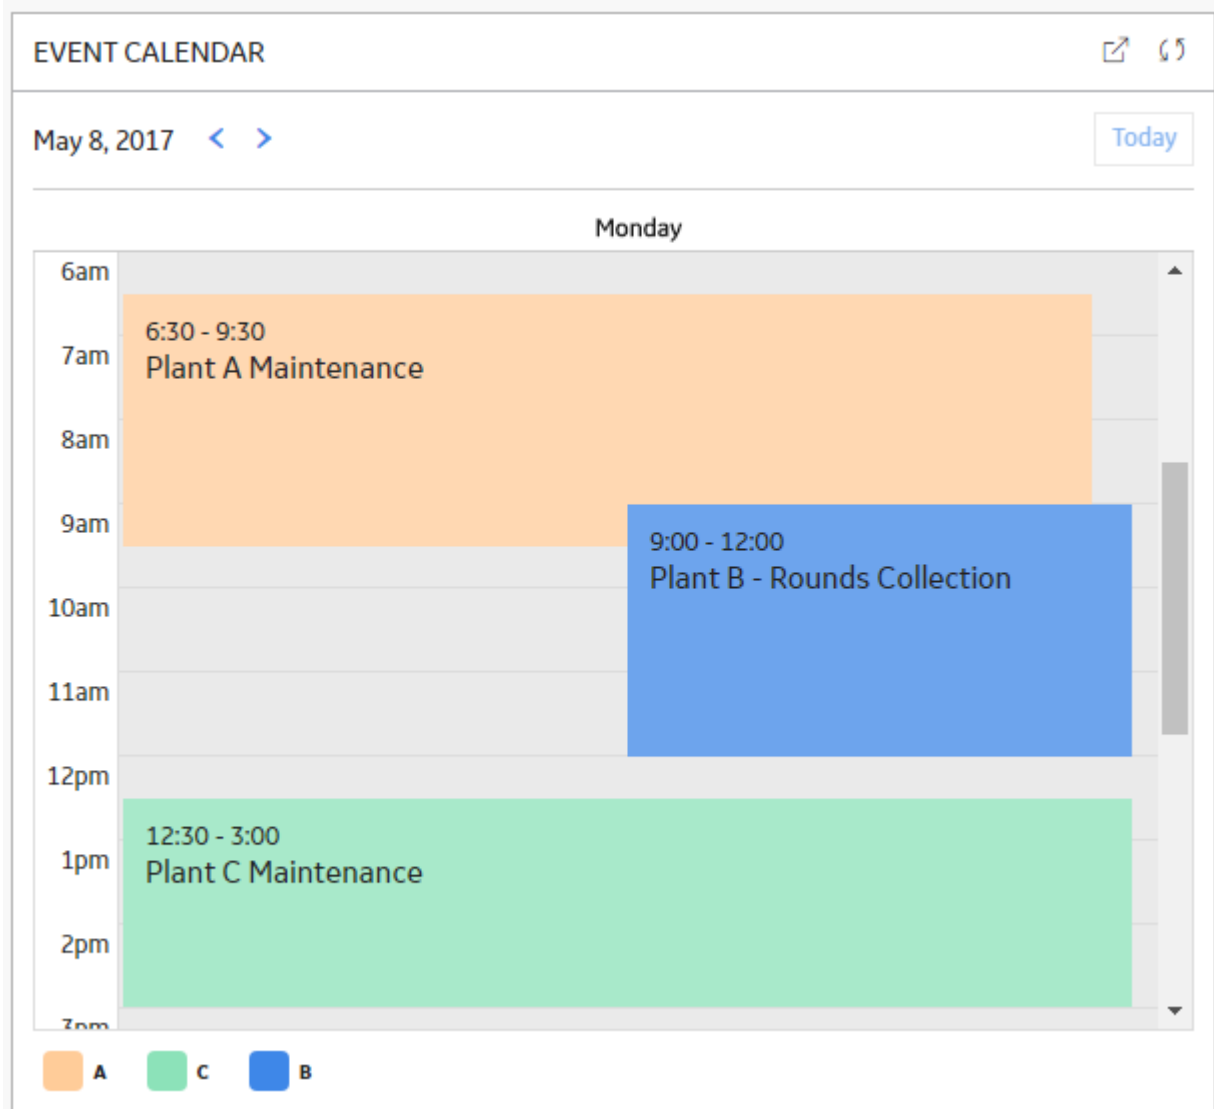 EVENT CALENDAR
May 8, 2017
Today
Monday
6am
6:30 - 9:30
7am
Plant A Maintenance
8am
9am
9:00 - 12:00
Plant B - Rounds Collection
10am
11am
12pm
12:30 - 3:00
1pm
Plant C Maintenance
2pm
3pm
A C B